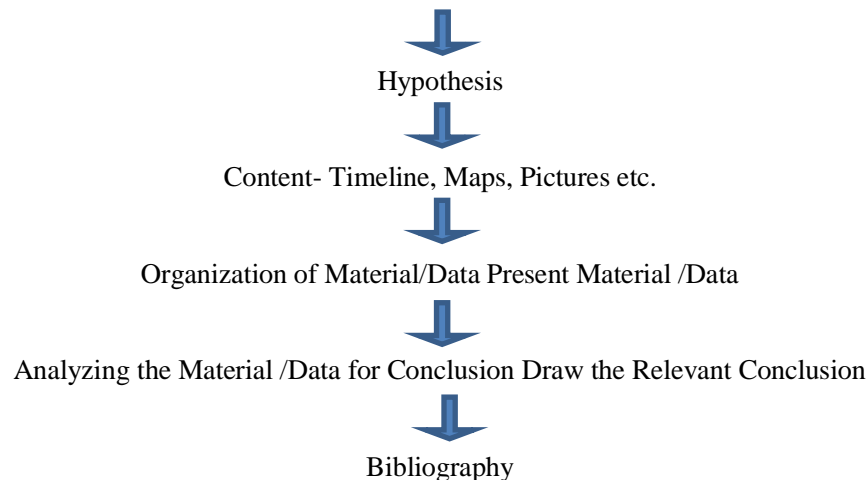 Hypothesis
Content- Timeline, Maps, Pictures etc.
Organization of Material/Data Present Material /Data
Analyzing the Material /Data for Conclusion Draw the Relevant Conclusion
Bibliography